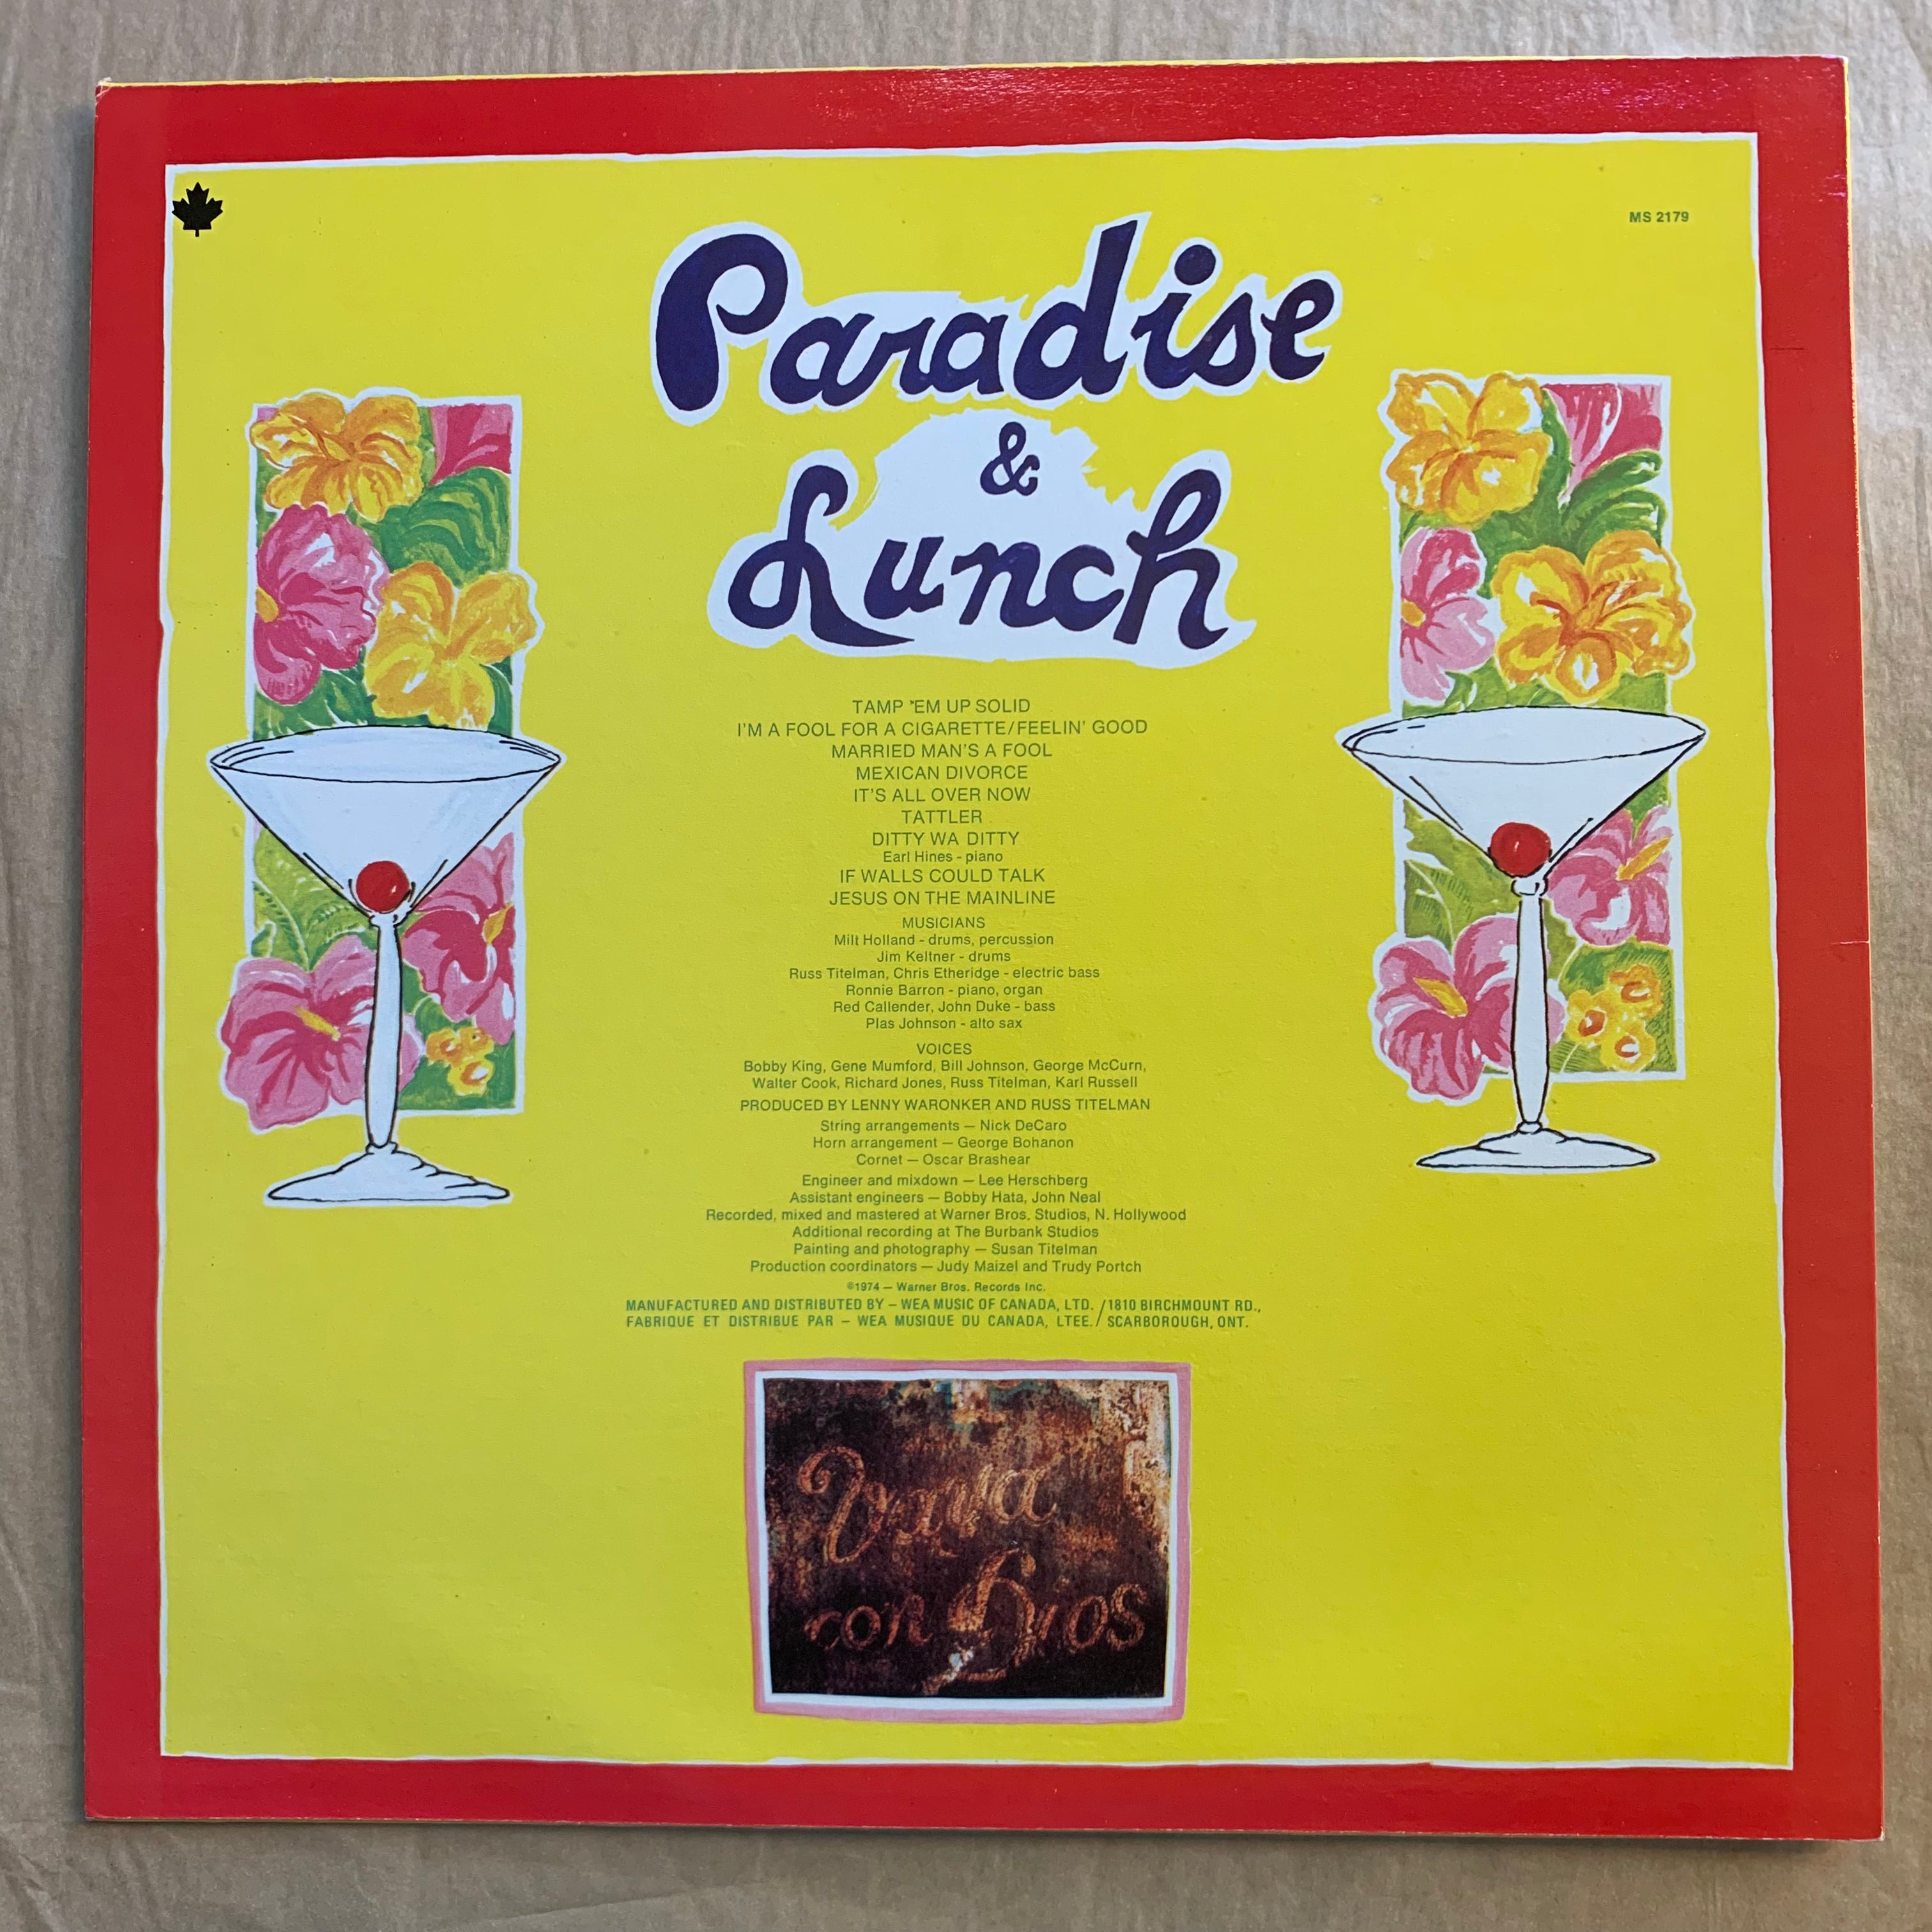 MS 2179
Paradise
&
Lunch
TAMP 'EM UP SOLID
I'M A FOOL FOR A CIGARETTE/FEELIN' GOOD
MARRIED MAN'S A FOOL
MEXICAN DIVORCE
IT'S ALL OVER NOW
TATTLER
DITTY WA DITTY
Earl Hines - piano
IF WALLS COULD TALK
JESUS ON THE MAINLINE
MUSICIANS
Milt Holland - drums, percussion
Jim Keltner - drums
Russ Titelman, Chris Etheridge - electric bass
Ronnie Barron - piano, organ
Red Callender, John Duke - bass
Plas Johnson - alto sax
VOICES
Bobby King, Gene Mumford, Bill Johnson, George McCurn,
Walter Cook, Richard Jones, Russ Titelman, Karl Russell
PRODUCED BY LENNY WARONKER AND RUSS TITELMAN
String arrangements — Nick DeCaro
Horn arrangement — George Bohanon
Cornet — Oscar Brashear
Engineer and mixdown — Lee Herschberg
Assistant engineers — Bobby Hata, John Neal
Recorded, mixed and mastered at Warner Bros. Studios, N. Hollywood
Additional recording at The Burbank Studios
Painting and photography — Susan Titelman
Production coordinators — Judy Maizel and Trudy Portch
©1974 — Warner Bros. Records Inc.
MANUFACTURED AND DISTRIBUTED BY – WEA MUSIC OF CANADA, LTD. / 1810 BIRCHMOUNT RD.,
FABRIQUE ET DISTRIBUE PAR – WEA MUSIQUE DU CANADA, LTEE. / SCARBOROUGH, ONT.
Vaya
con Dios